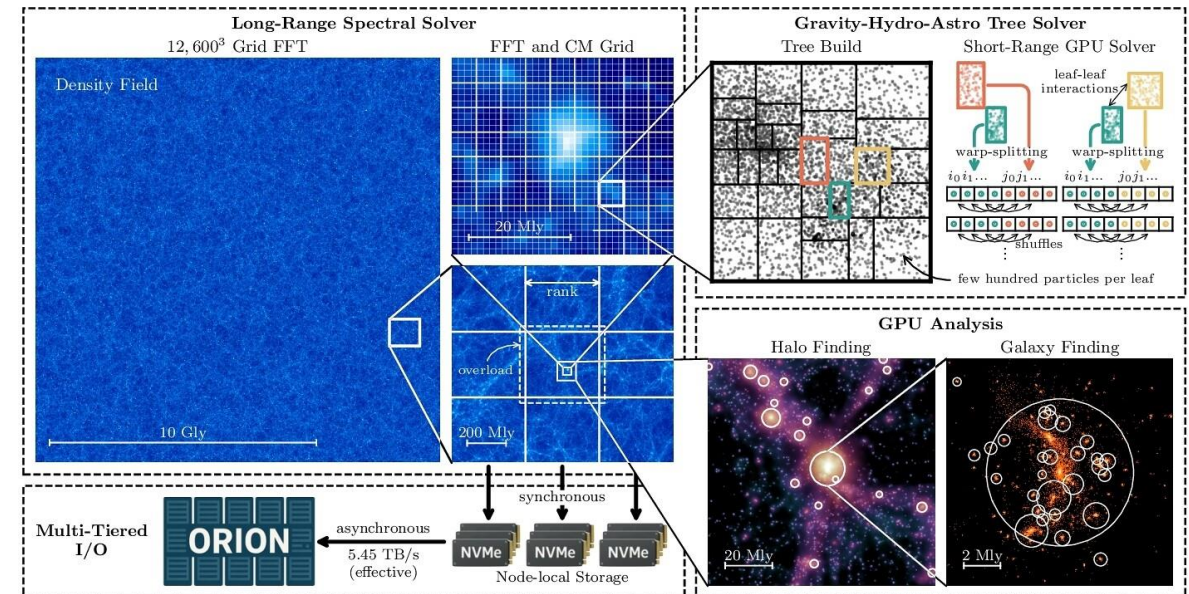 Long-Range Spectral Solver
12,600³ Grid FFT
Density Field
10 Gly
FFT and CM Grid
20 Mly
rank
overload
200 Mly
Gravity-Hydro-Astro Tree Solver
Tree Build
Short-Range GPU Solver
leaf-leaf
interactions
warp-splitting
warp-splitting
i₀ i₁ ... j₀ j₁ ...
i₀ i₁ ... j₀ j₁ ...
shuffles
⋮ ⋮
few hundred particles per leaf
GPU Analysis
Halo Finding
20 Mly
Galaxy Finding
2 Mly
Multi-Tiered
I/O
ORION
asynchronous
5.45 TB/s
(effective)
synchronous
NVMe
NVMe
NVMe
Node-local Storage